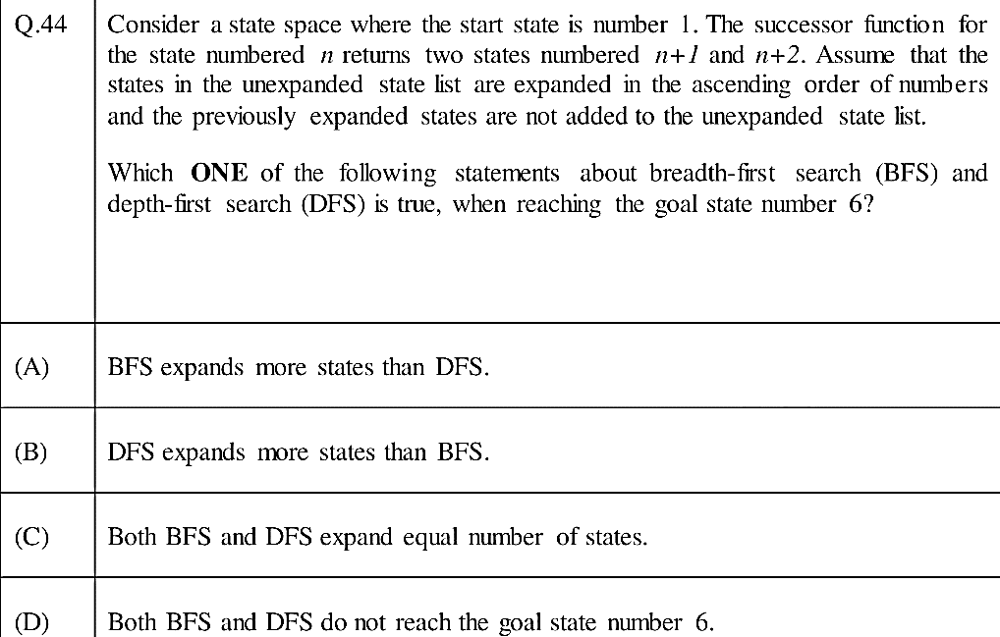 Q.44 Consider a state space where the start state is number 1. The successor function for
the state numbered n returns two states numbered n+1 and n+2. Assume that the
states in the unexpanded state list are expanded in the ascending order of numbers
and the previously expanded states are not added to the unexpanded state list.
Which ONE of the following statements about breadth-first search (BFS) and
depth-first search (DFS) is true, when reaching the goal state number 6?
(A) BFS expands more states than DFS.
(B) DFS expands more states than BFS.
(C) Both BFS and DFS expand equal number of states.
(D) Both BFS and DFS do not reach the goal state number 6.